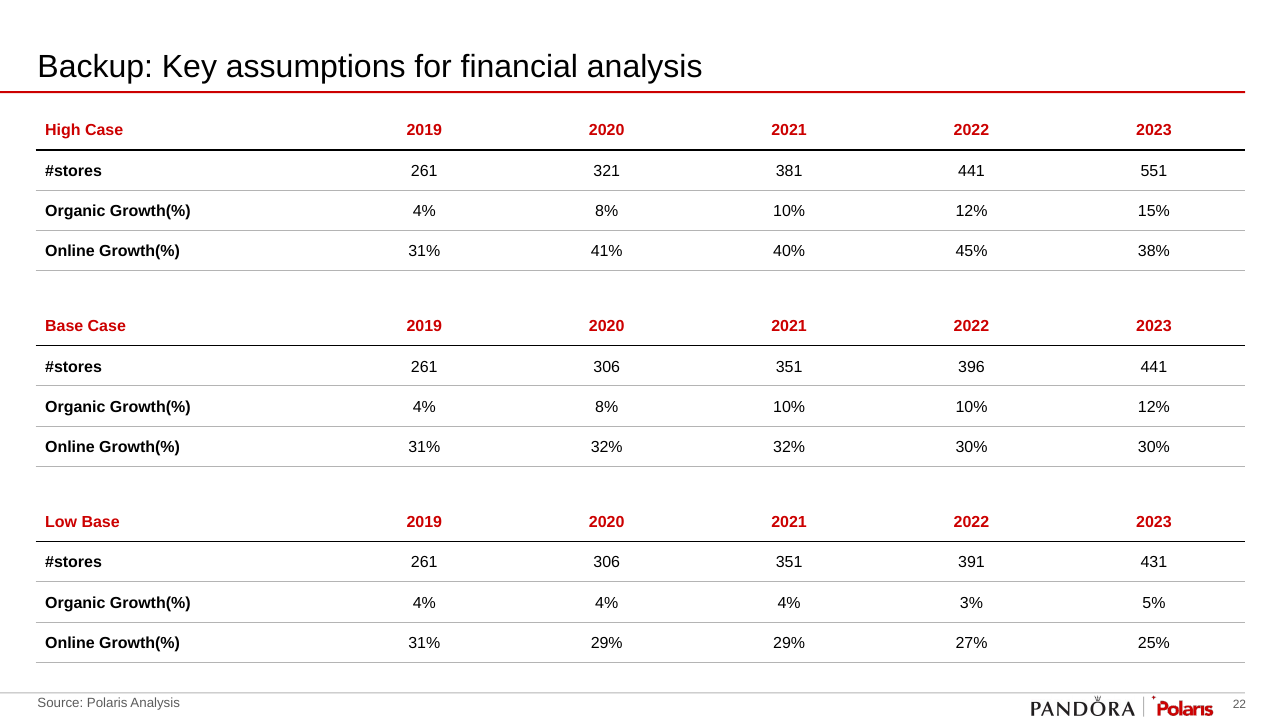 Backup: Key assumptions for financial analysis
High Case 2019 2020 2021 2022 2023
#stores 261 321 381 441 551
Organic Growth(%) 4% 8% 10% 12% 15%
Online Growth(%) 31% 41% 40% 45% 38%
Base Case 2019 2020 2021 2022 2023
#stores 261 306 351 396 441
Organic Growth(%) 4% 8% 10% 10% 12%
Online Growth(%) 31% 32% 32% 30% 30%
Low Base 2019 2020 2021 2022 2023
#stores 261 306 351 391 431
Organic Growth(%) 4% 4% 4% 3% 5%
Online Growth(%) 31% 29% 29% 27% 25%
Source: Polaris Analysis
PANDORA Polaris 22